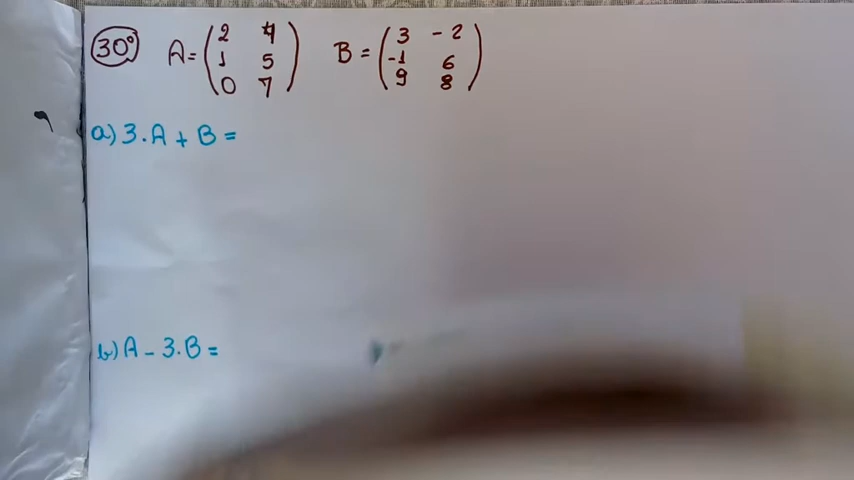 30° A = ( 2 4 B = ( 3 -2
1 5 -1 6
0 7 ) 9 8 )
a) 3.A + B =
b) A - 3.B =